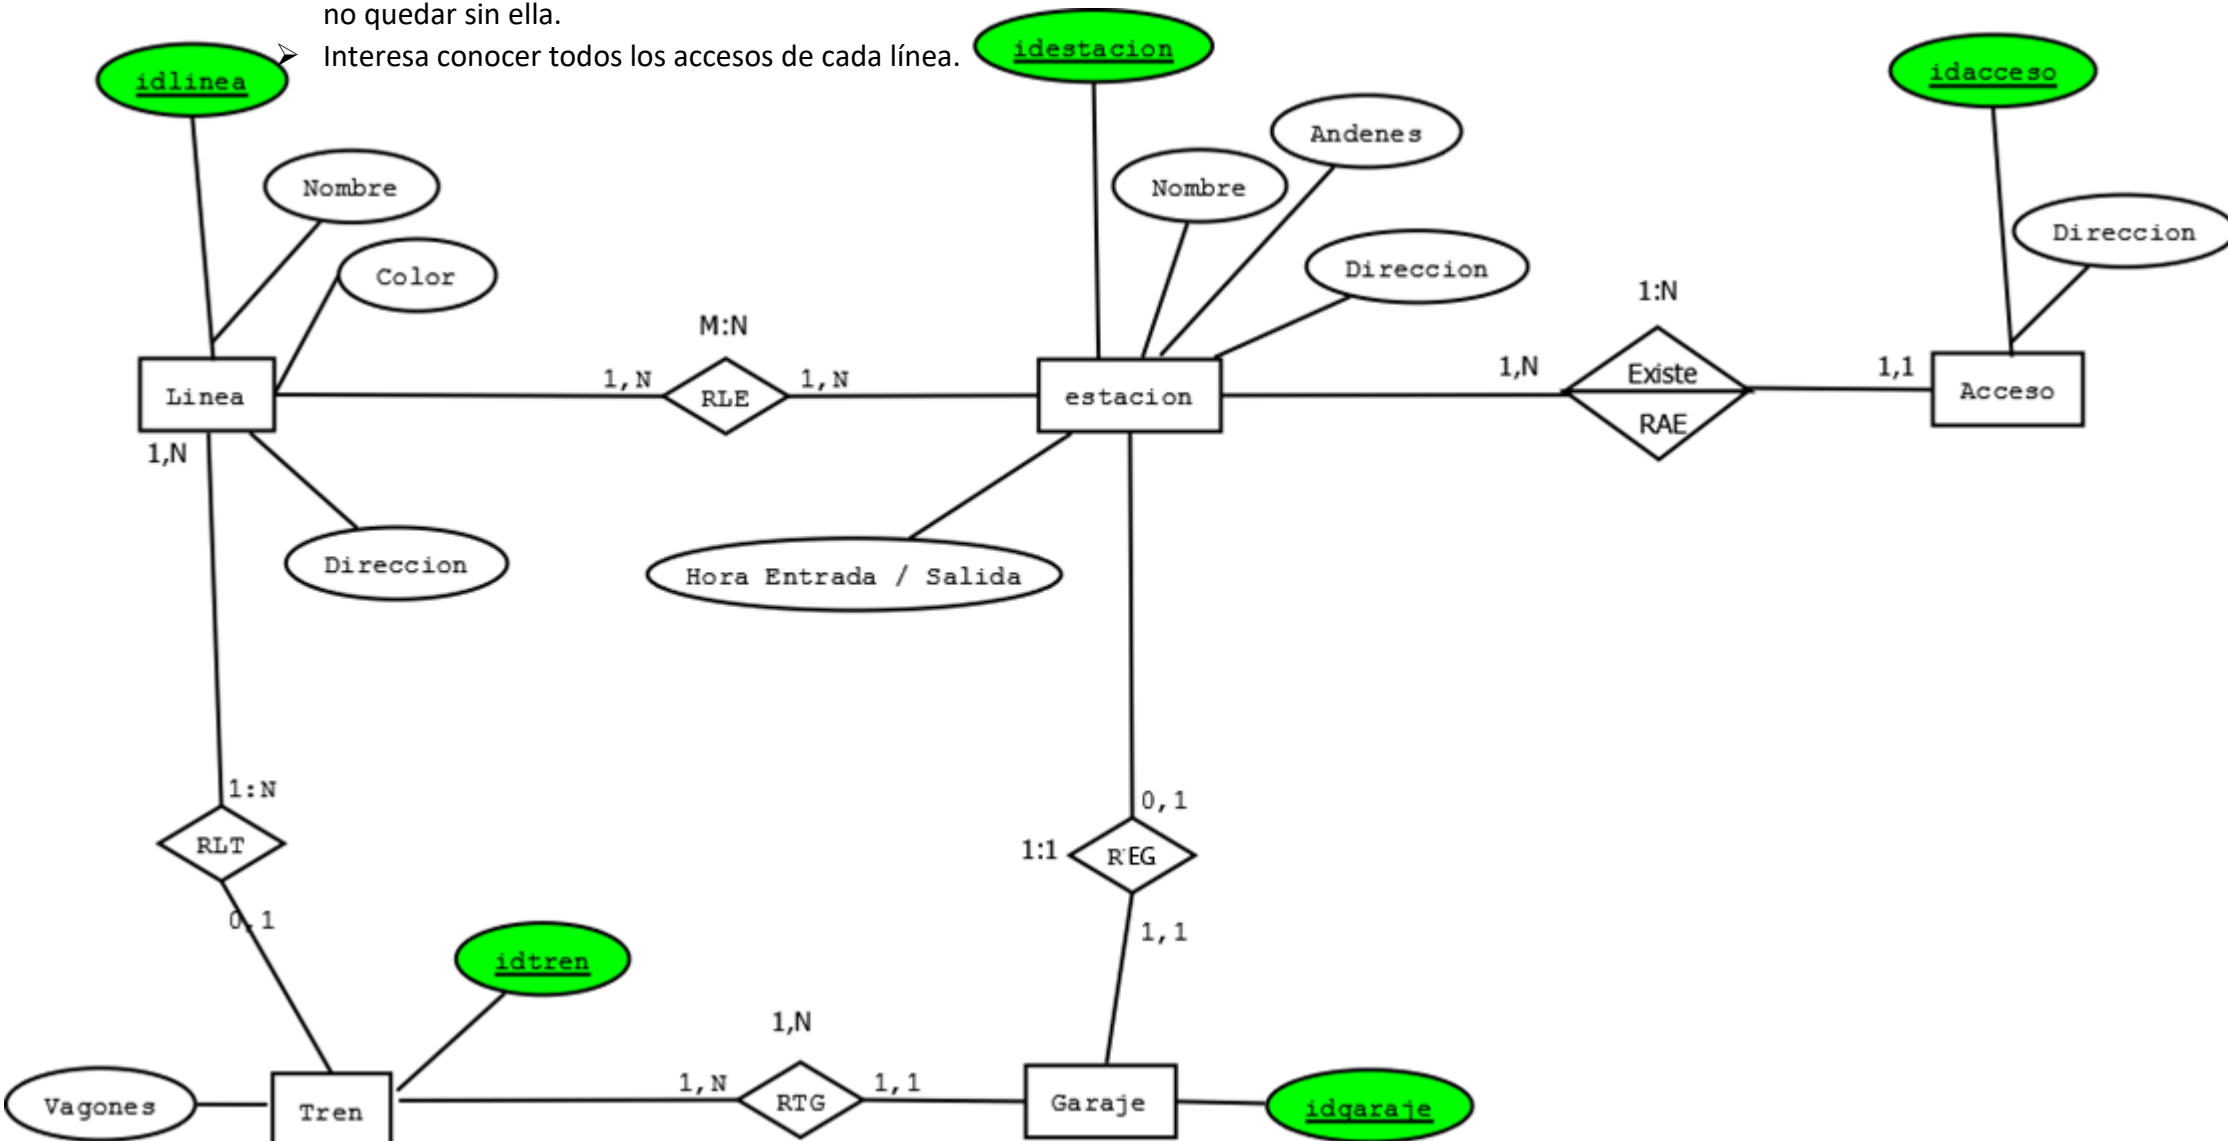 no quedar sin ella.
➢ Interesa conocer todos los accesos de cada línea.
idestacion
idacceso
idlinea
Andenes
Nombre
Nombre
Direccion
Color
Direccion
1:N
M:N
1,N
1,N
1,N
Existe
1,1
Linea
RLE
estacion
Acceso
RAE
1,N
Direccion
Hora Entrada / Salida
1:N
0,1
RLT
1:1
R EG
0,1
1,1
idtren
1,N
1,N
1,1
Vagones
Tren
RTG
Garaje
idgaraje